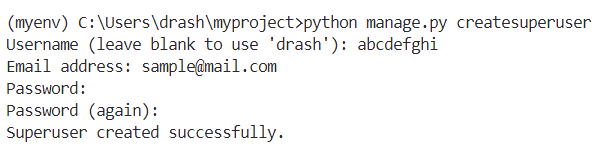 (myenv) C:\Users\drash\myproject>python manage.py createsuperuser
Username (leave blank to use 'drash'): abcdefghi
Email address: sample@mail.com
Password:
Password (again):
Superuser created successfully.